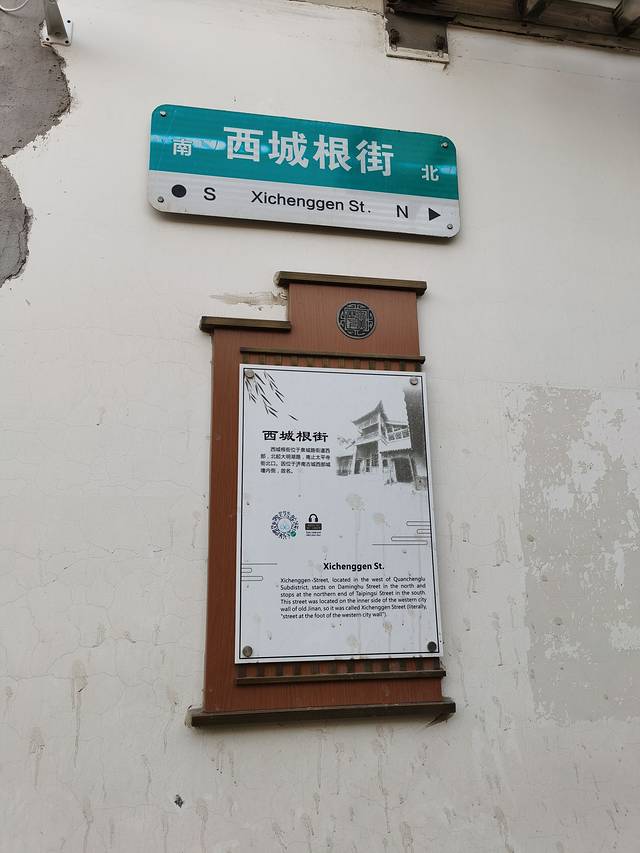 南 西城根街 北
S Xichenggen St. N
西城根街
西城根街位于泉城路街道西
部，北起大明湖路，南止太平寺
街北口。因位于济南古城西部城
墙内侧，故名。
Xichenggen St.
Xichenggen Street, located in the west of Quanchenglu
Subdistrict, starts on Daminghu Street in the north and
stops at the northern end of Taipingsi Street in the south.
This street was located on the inner side of the western city
wall of old Jinan, so it was called Xichenggen Street (literally,
"street at the foot of the western city wall").